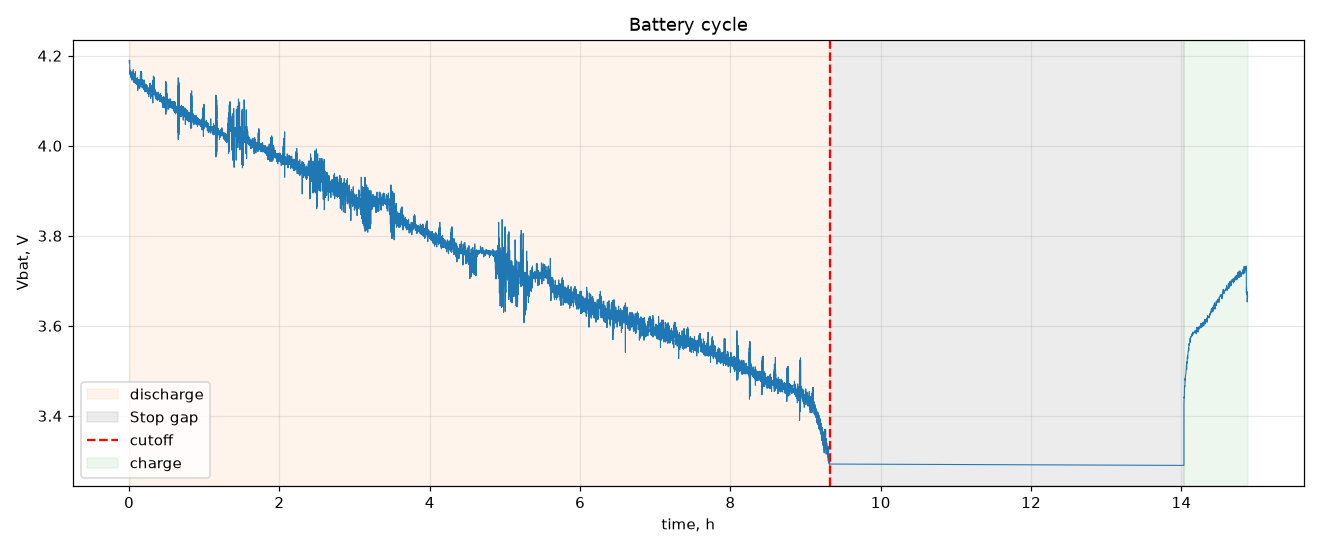 Battery cycle
Vbat, V
4.2
4.0
3.8
3.6
3.4
discharge
Stop gap
cutoff
charge
0 2 4 6 8 10 12 14
time, h